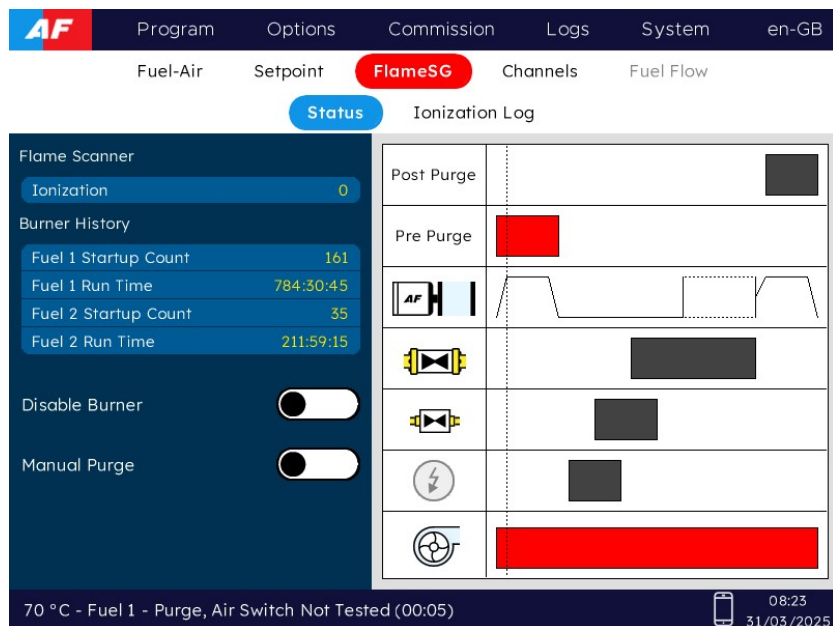 AF Program Options Commission Logs System en-GB
Fuel-Air Setpoint FlameSG Channels Fuel Flow
Status Ionization Log
Flame Scanner
Ionization 0
Burner History
Fuel 1 Startup Count 161
Fuel 1 Run Time 784:30:45
Fuel 2 Startup Count 35
Fuel 2 Run Time 211:59:15
Disable Burner
Manual Purge
Post Purge
Pre Purge
AF
70 °C - Fuel 1 - Purge, Air Switch Not Tested (00:05)
08:23
31/03/2025